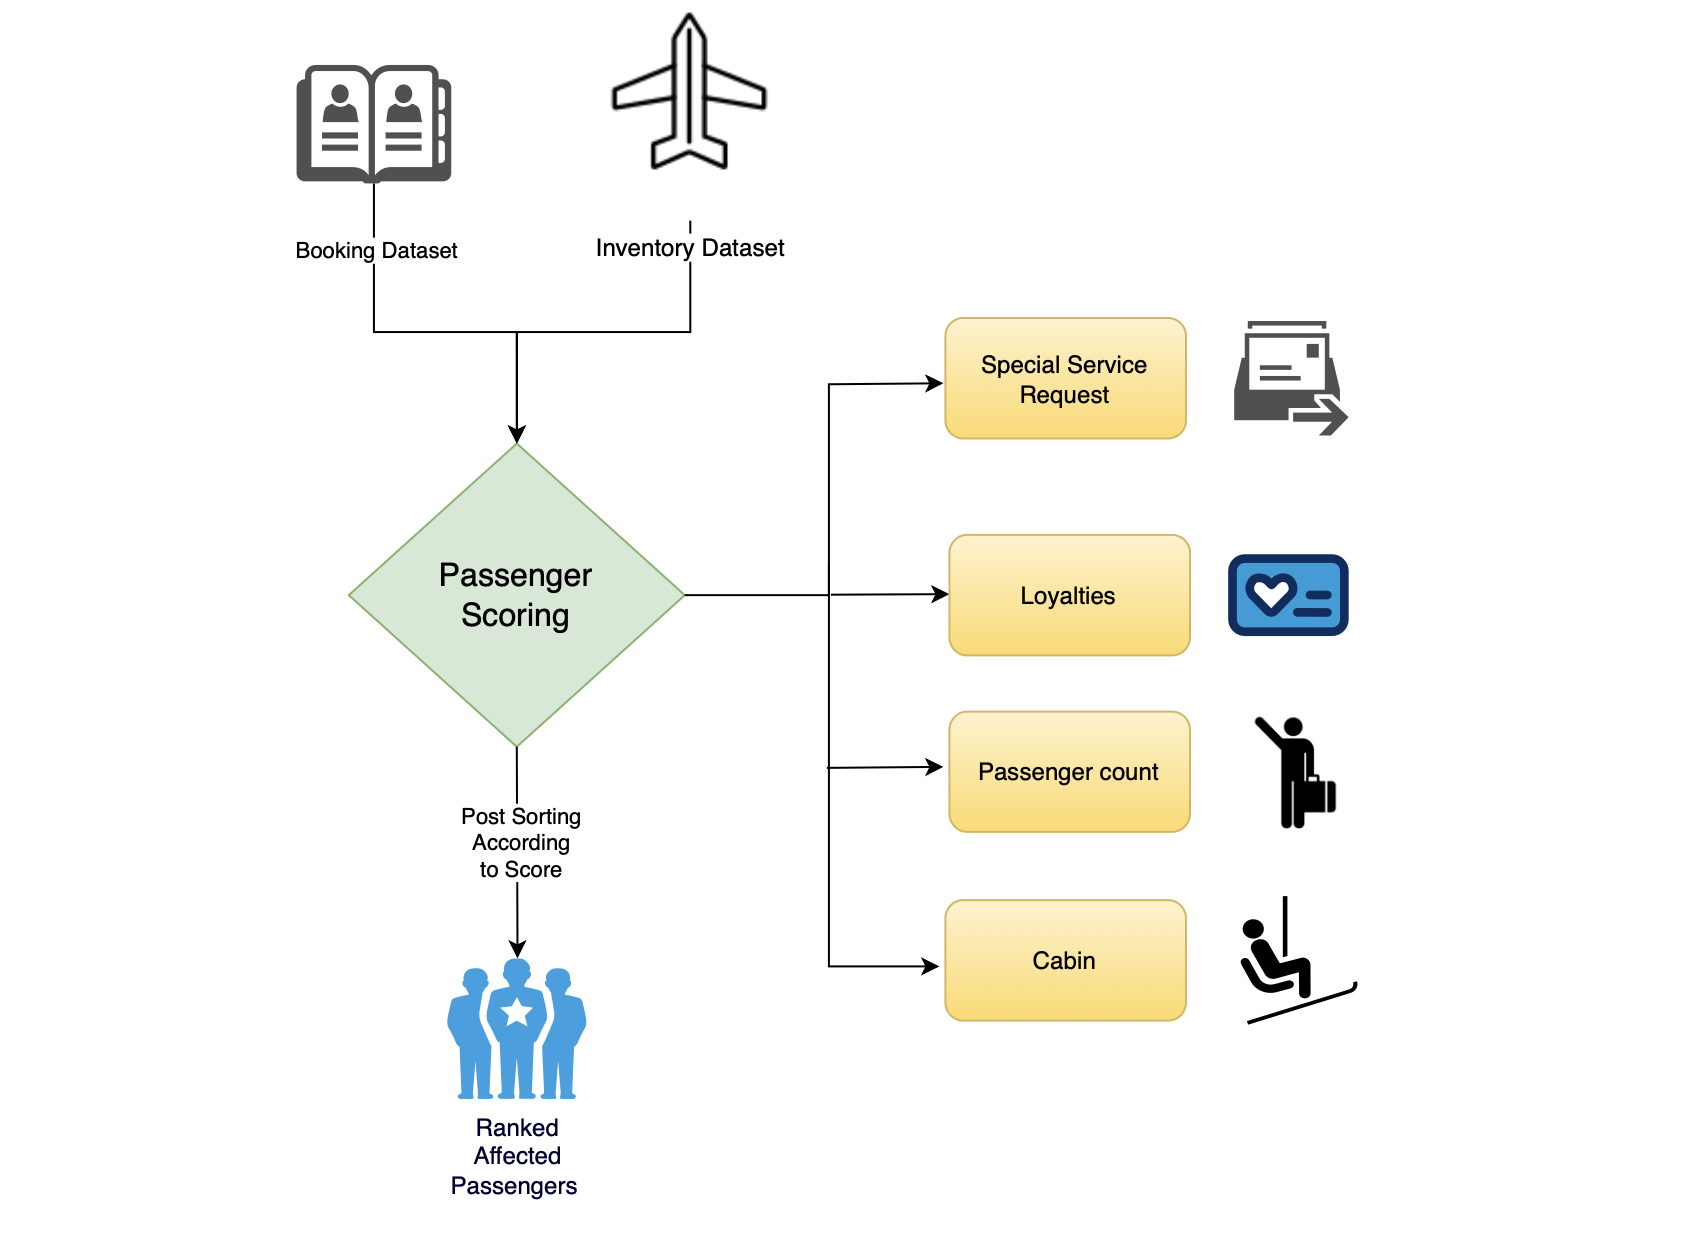 Booking Dataset
Inventory Dataset
Special Service
Request
Passenger
Scoring
Loyalties
Passenger count
Post Sorting
According
to Score
Cabin
Ranked
Affected
Passengers